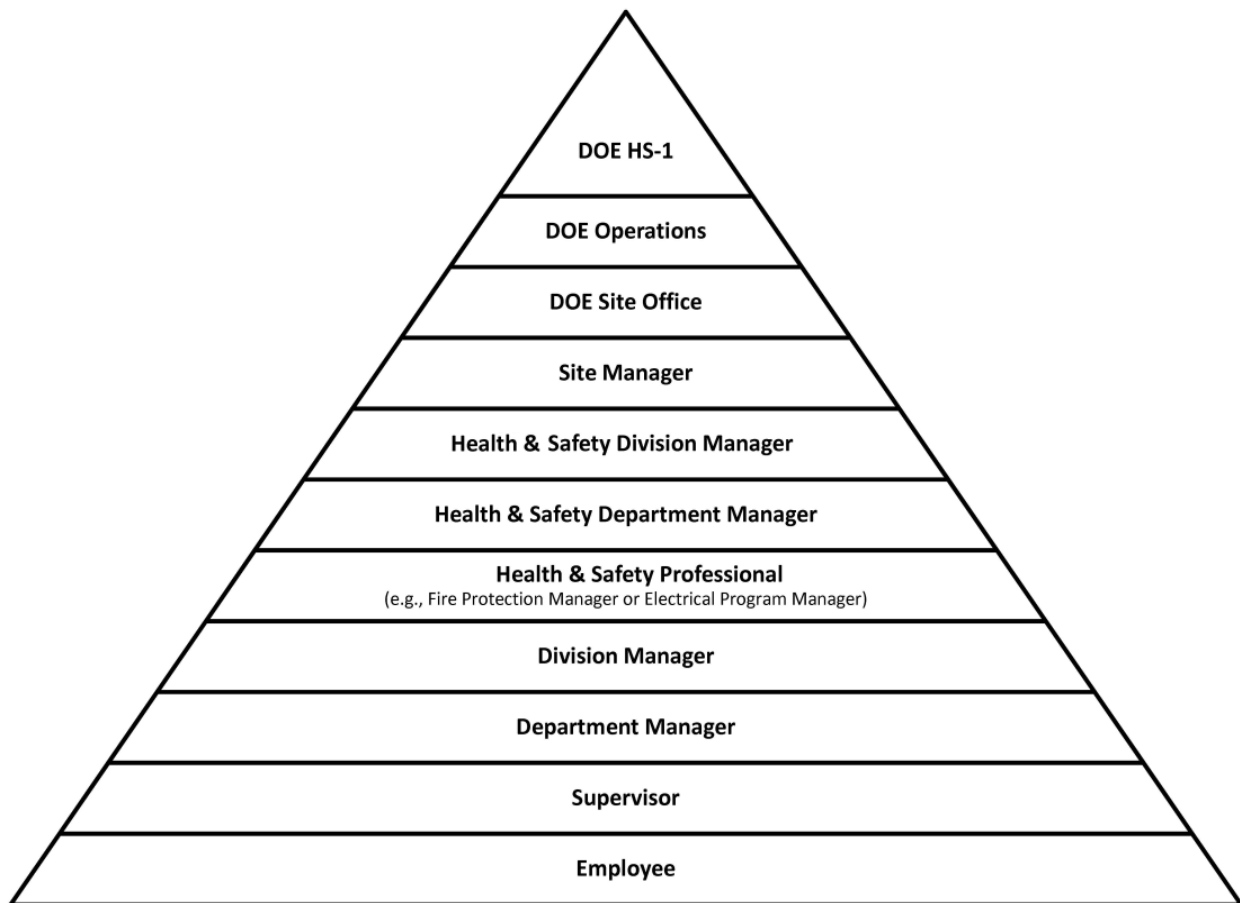 DOE HS-1
DOE Operations
DOE Site Office
Site Manager
Health & Safety Division Manager
Health & Safety Department Manager
Health & Safety Professional
(e.g., Fire Protection Manager or Electrical Program Manager)
Division Manager
Department Manager
Supervisor
Employee